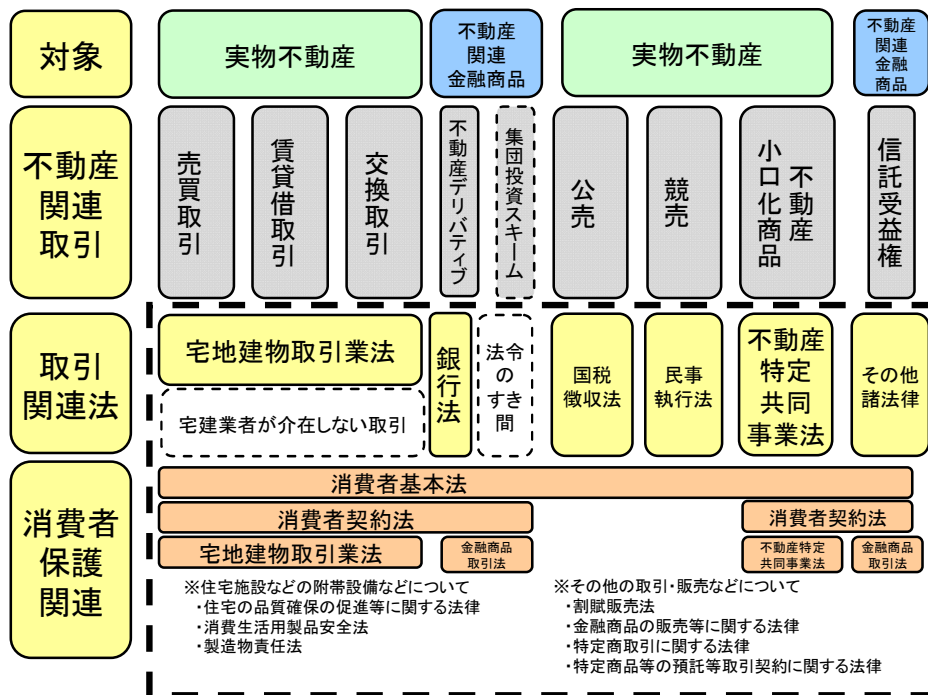 対象
実物不動産
不動産
関連
金融商品
実物不動産
不動産
関連
金融
商品
不動産
関連
取引
売買取引
賃貸借取引
交換取引
不動産デリバティブ
集団投資スキーム
公売
競売
不動産
小口化商品
信託受益権
取引
関連法
宅地建物取引業法
宅建業者が介在しない取引
銀行法
法令
の
すき
間
国税
徴収法
民事
執行法
不動産
特定
共同
事業法
その他
諸法律
消費者
保護
関連
消費者基本法
消費者契約法
消費者契約法
宅地建物取引業法
金融商品
取引法
不動産特定
共同事業法
金融商品
取引法
※住宅施設などの附帯設備などについて
・住宅の品質確保の促進等に関する法律
・消費生活用製品安全法
・製造物責任法
※その他の取引・販売などについて
・割賦販売法
・金融商品の販売等に関する法律
・特定商取引に関する法律
・特定商品等の預託等取引契約に関する法律